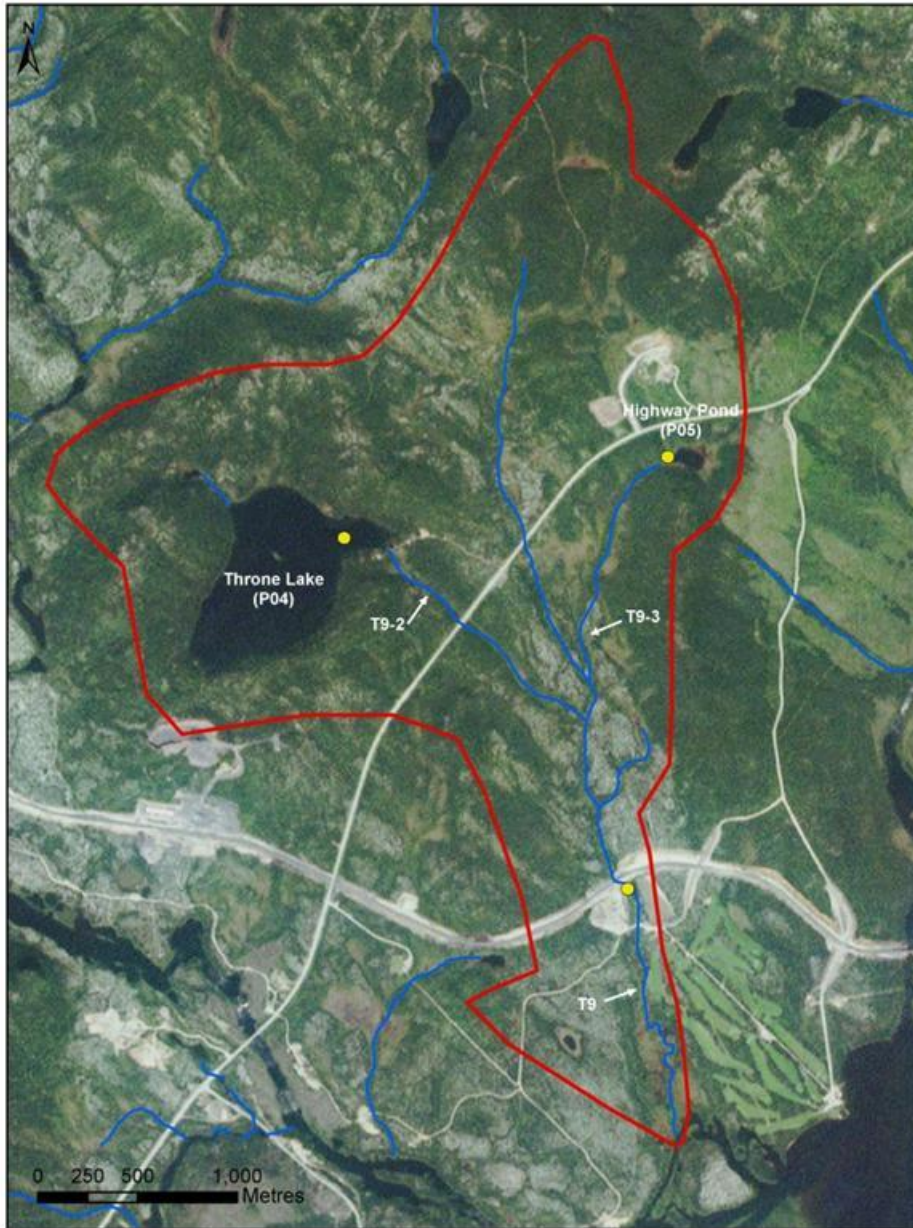 N
Highway Pond
(P05)
Throne Lake
(P04)
T9-2
T9-3
T9
0 250 500 1,000
Metres